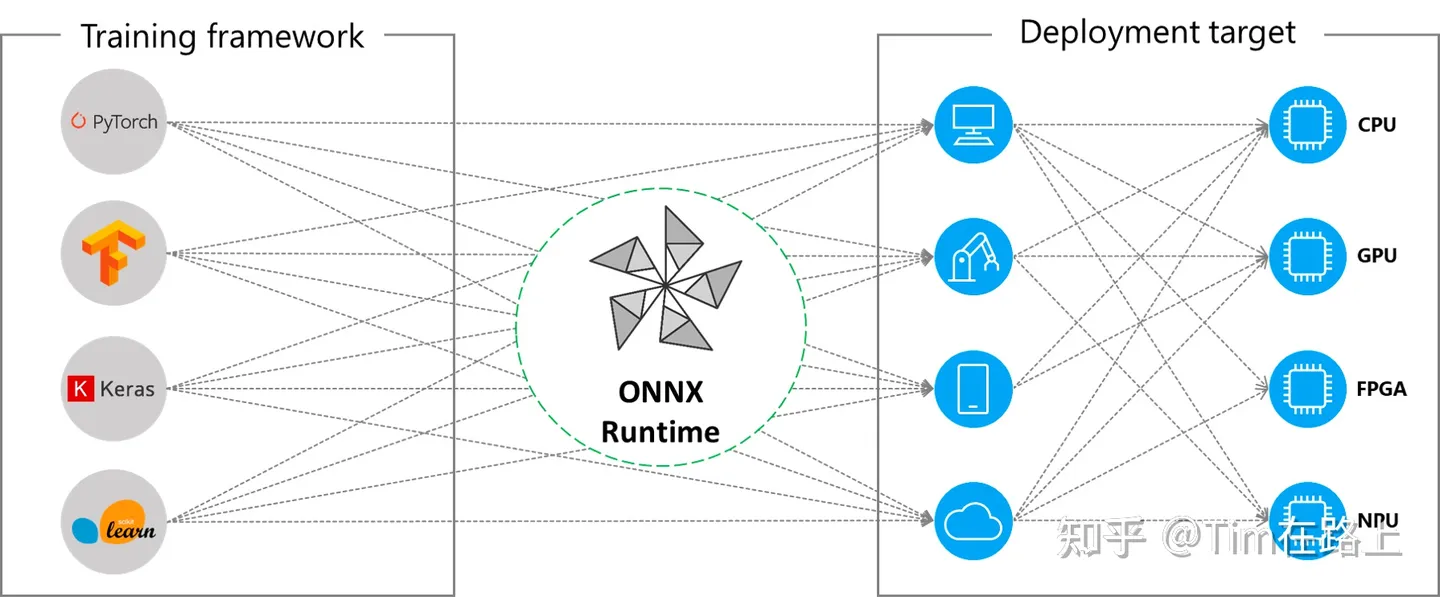 Training framework
Deployment target
PyTorch
CPU
GPU
K Keras
ONNX
Runtime
FPGA
scikit
learn
NPU
知乎 @Tim在路上